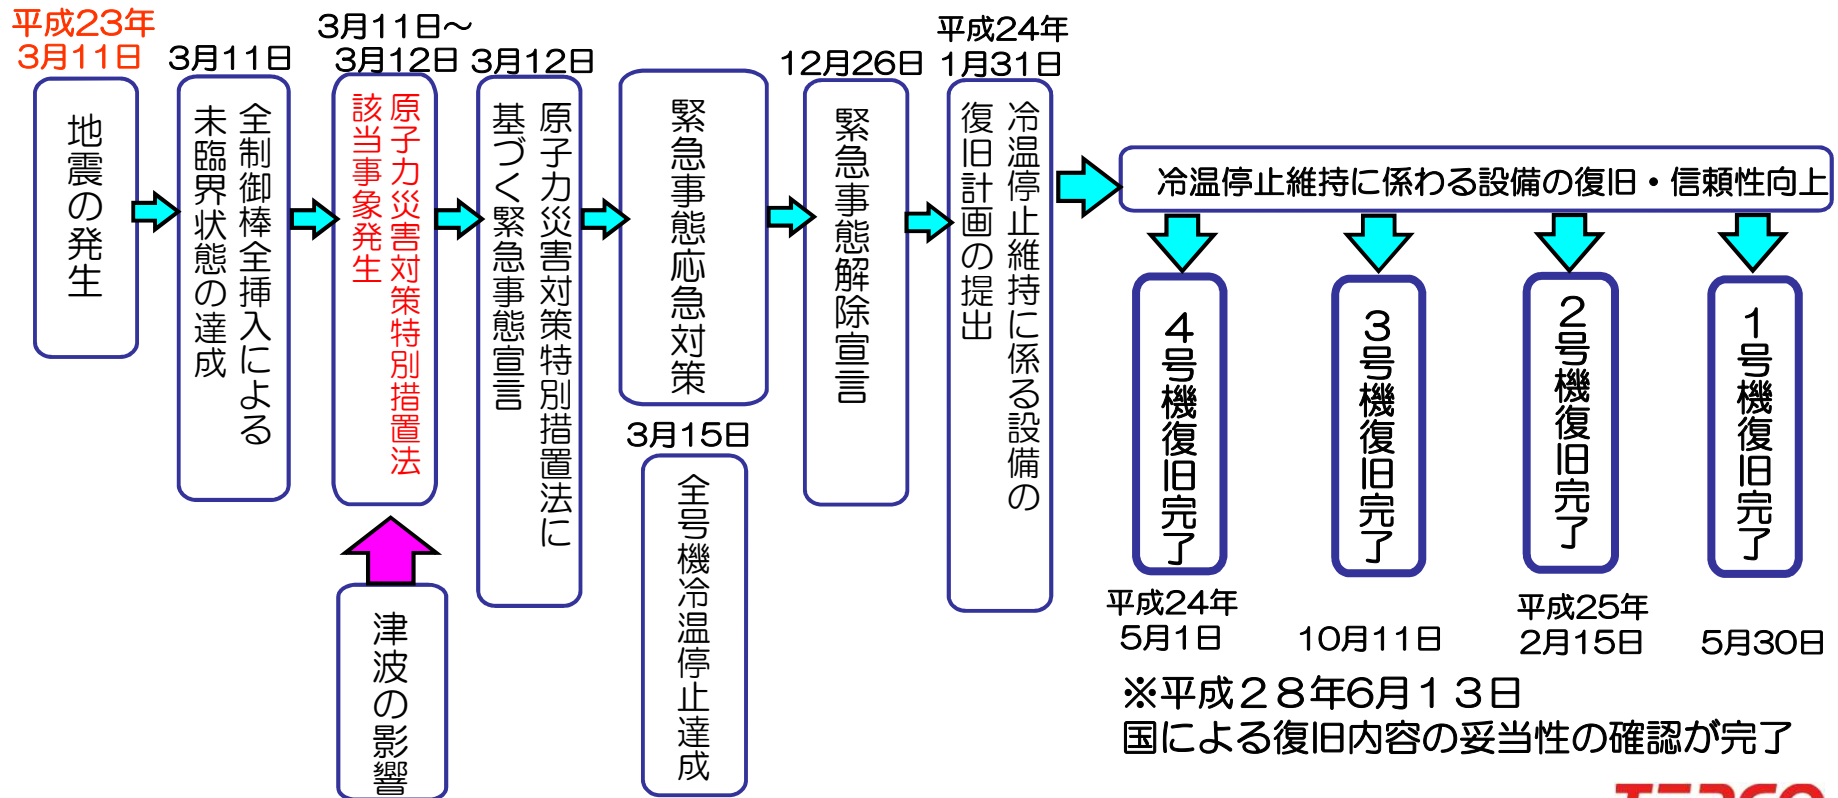 平成23年
3月11日
地震の発生
3月11日
全制御棒全挿入による
未臨界状態の達成
3月11日～
3月12日
原子力災害対策特別措置法
該当事象発生
津波の影響
3月12日
原子力災害対策特別措置法に
基づく緊急事態宣言
緊急事態応急対策
3月15日
全号機冷温停止達成
12月26日
緊急事態解除宣言
平成24年
1月31日
冷温停止維持に係る設備の
復旧計画の提出
冷温停止維持に係わる設備の復旧・信頼性向上
４号機復旧完了
平成24年
5月1日
３号機復旧完了
10月11日
２号機復旧完了
平成25年
2月15日
１号機復旧完了
5月30日
※平成２８年6月１３日
国による復旧内容の妥当性の確認が完了
TEPCO